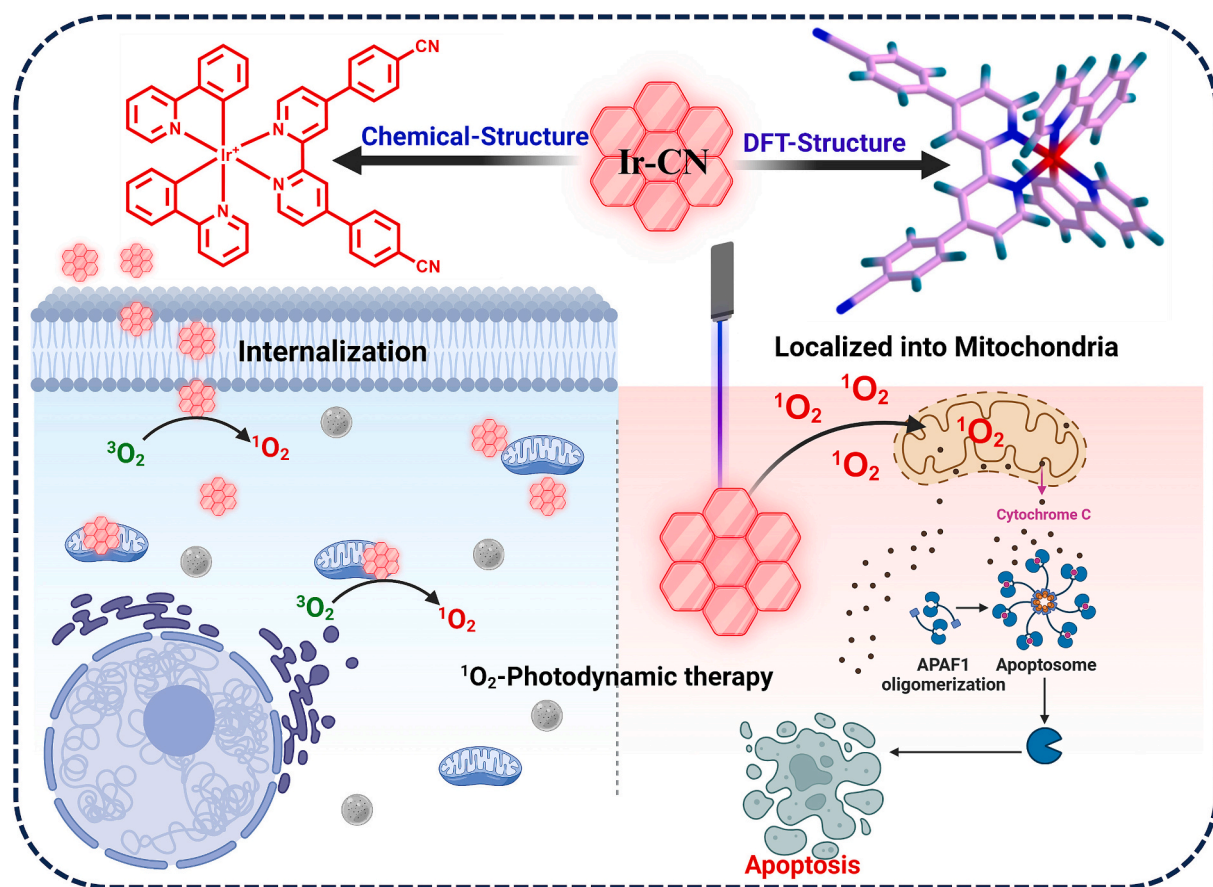 CN
N
N
Ir⁺
N
N
CN
Chemical-Structure
Ir-CN
DFT-Structure
Internalization
Localized into Mitochondria
³O₂
¹O₂
¹O₂
¹O₂
¹O₂
¹O₂
Cytochrome C
³O₂
¹O₂
APAF1
oligomerization
Apoptosome
¹O₂-Photodynamic therapy
Apoptosis